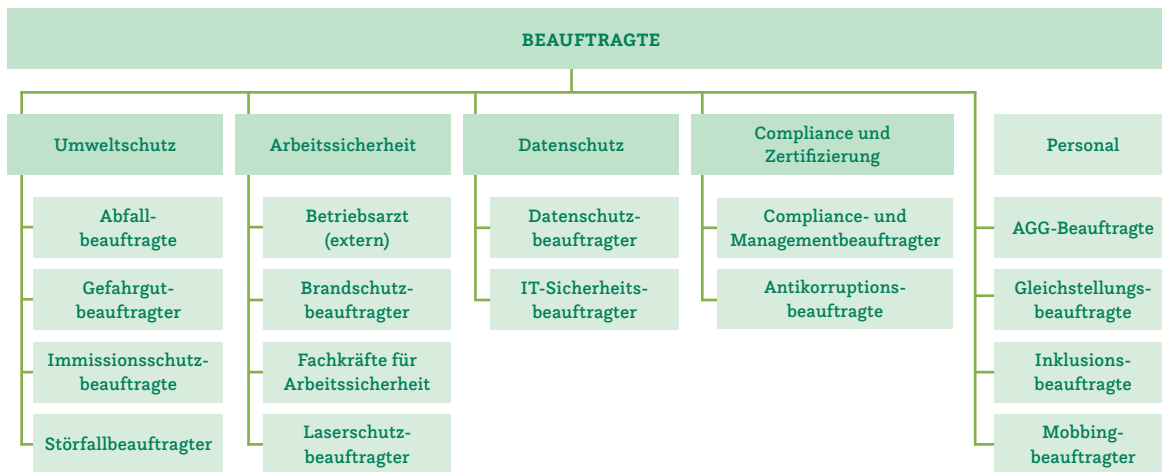 BEAUFTRAGTE
Umweltschutz
Abfall-
beauftragte
Gefahrgut-
beauftragter
Immissionsschutz-
beauftragte
Störfallbeauftragter
Arbeitssicherheit
Betriebsarzt
(extern)
Brandschutz-
beauftragter
Fachkräfte für
Arbeitssicherheit
Laserschutz-
beauftragter
Datenschutz
Datenschutz-
beauftragter
IT-Sicherheits-
beauftragter
Compliance und
Zertifizierung
Compliance- und
Managementbeauftragter
Antikorruptions-
beauftragte
Personal
AGG-Beauftragte
Gleichstellungs-
beauftragte
Inklusions-
beauftragte
Mobbing-
beauftragter